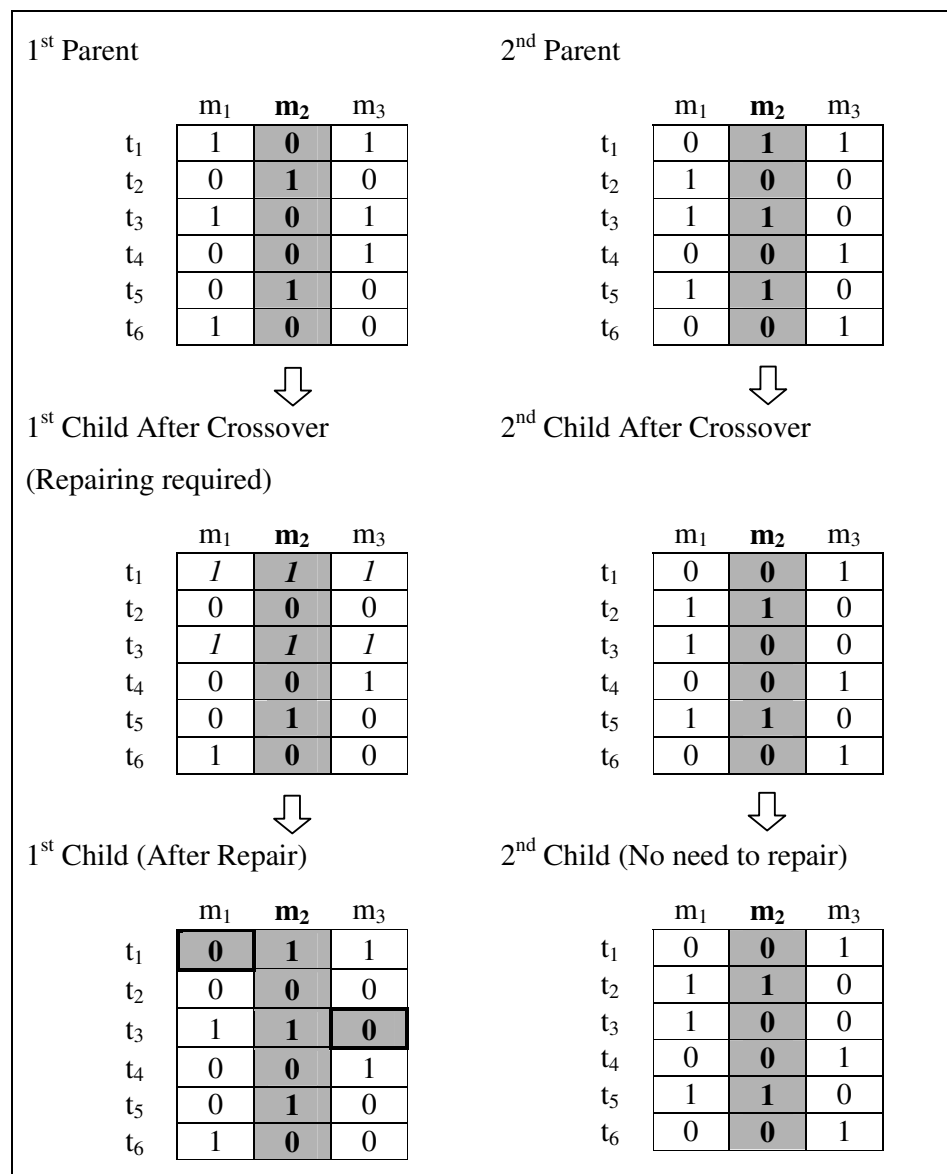 1st Parent
m1 m2 m3
t1 1 0 1
t2 0 1 0
t3 1 0 1
t4 0 0 1
t5 0 1 0
t6 1 0 0
2nd Parent
m1 m2 m3
t1 0 1 1
t2 1 0 0
t3 1 1 0
t4 0 0 1
t5 1 1 0
t6 0 0 1
1st Child After Crossover
(Repairing required)
m1 m2 m3
t1 1 1 1
t2 0 0 0
t3 1 1 1
t4 0 0 1
t5 0 1 0
t6 1 0 0
2nd Child After Crossover
m1 m2 m3
t1 0 0 1
t2 1 1 0
t3 1 0 0
t4 0 0 1
t5 1 1 0
t6 0 0 1
1st Child (After Repair)
m1 m2 m3
t1 0 1 1
t2 0 0 0
t3 1 1 0
t4 0 0 1
t5 0 1 0
t6 1 0 0
2nd Child (No need to repair)
m1 m2 m3
t1 0 0 1
t2 1 1 0
t3 1 0 0
t4 0 0 1
t5 1 1 0
t6 0 0 1